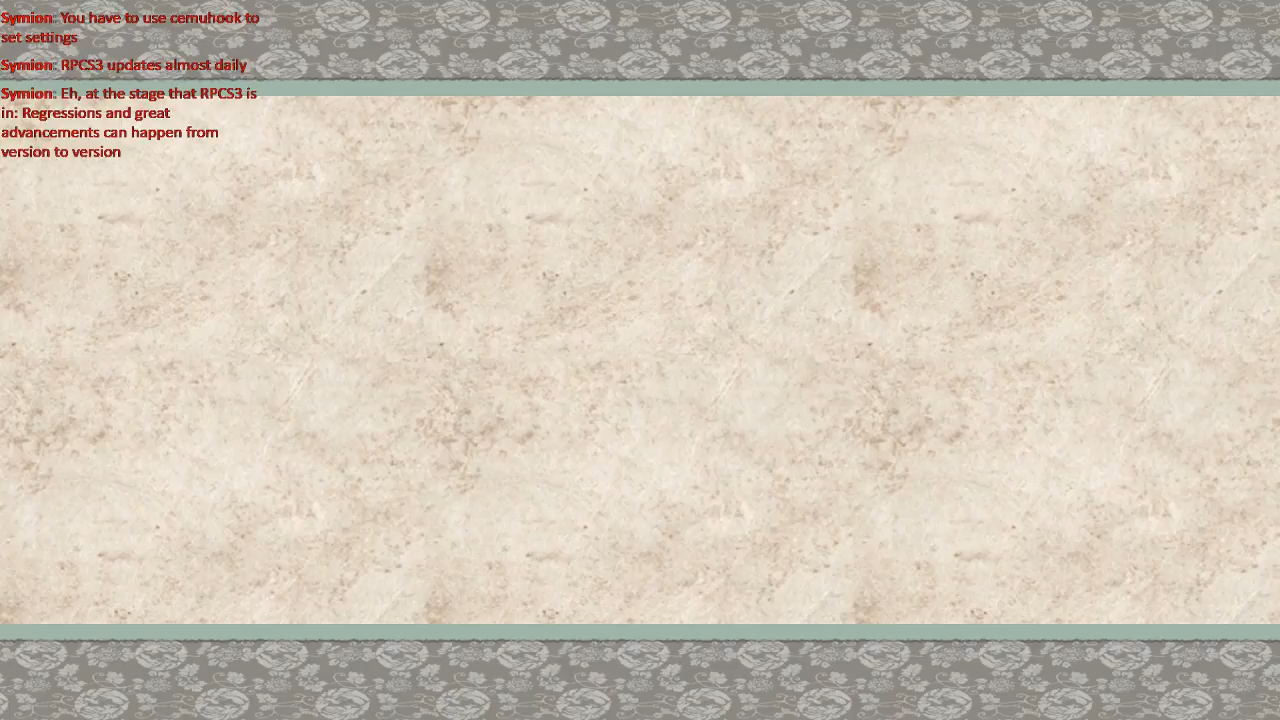 Symion: You have to use cemuhook to
set settings
Symion: RPCS3 updates almost daily
Symion: Eh, at the stage that RPCS3 is
in: Regressions and great
advancements can happen from
version to version